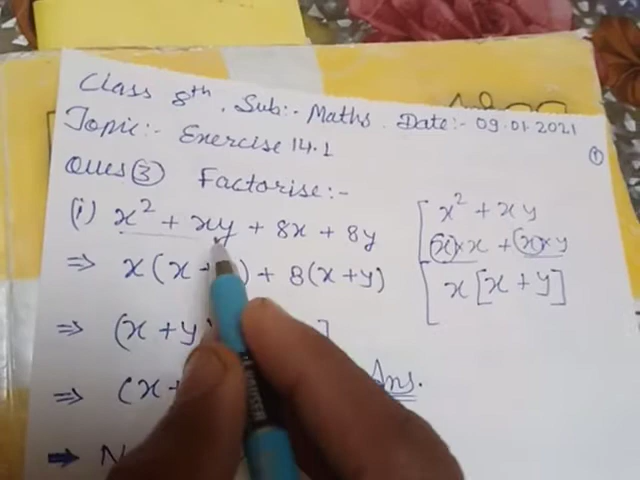 Class 8th. Sub:- Maths. Date:- 09.01.2021
Topic:- Exercise 14.1
①
Ques ③ Factorise:-
(i) x² + xy + 8x + 8y
⇒ x(x+ ) + 8(x+y)
⇒ (x+y ]
⇒ (x+ Ans.
➡ N
[x² + xy
(x)×x + (x)×y
[x[x+y]